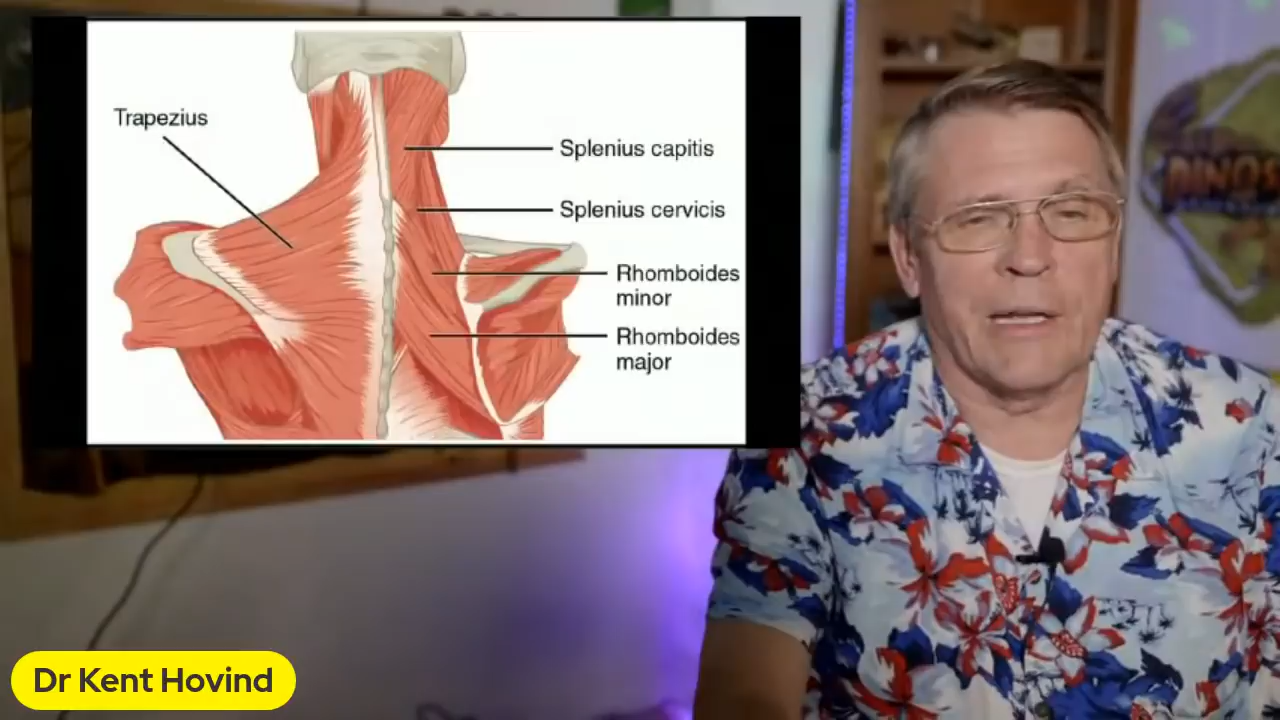 Trapezius
Splenius capitis
Splenius cervicis
Rhomboides
minor
Rhomboides
major
Dr Kent Hovind